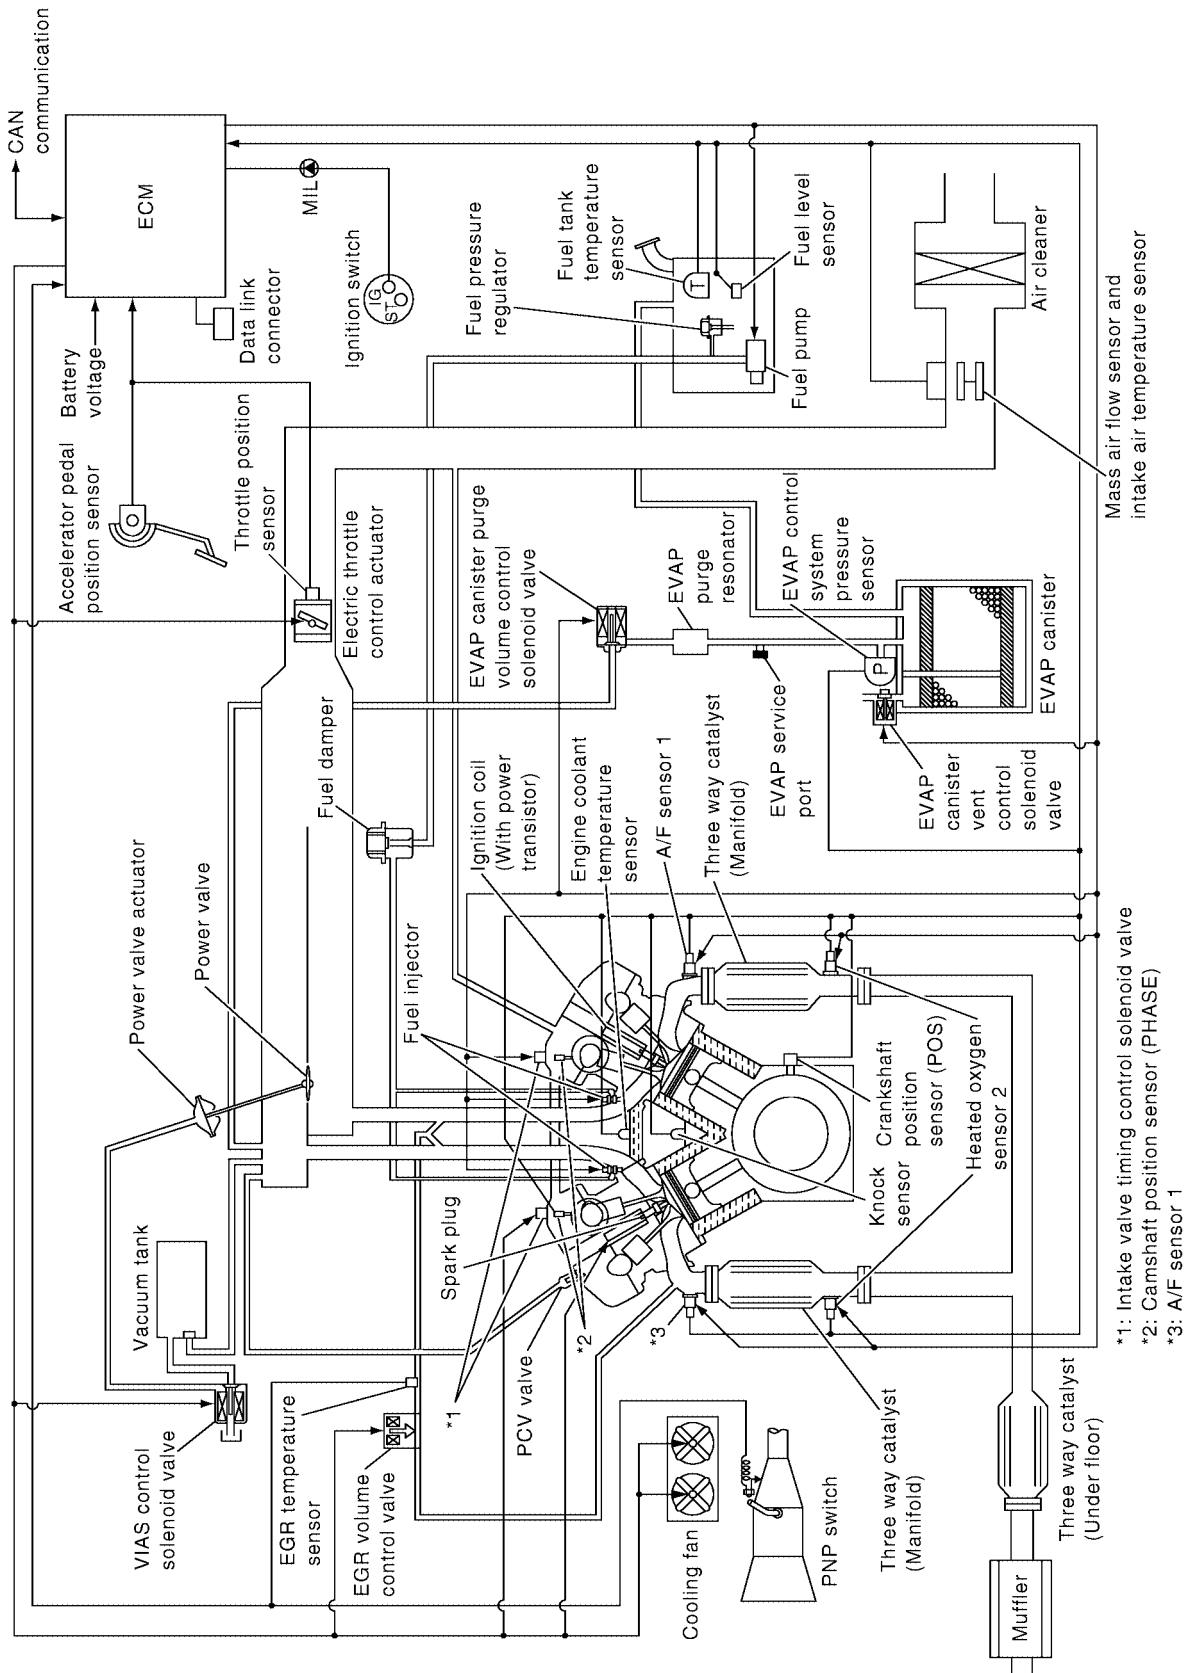 CAN
communication
ECM
MIL
Ignition switch
ST
IG
Data link
connector
Battery
voltage
Accelerator pedal
position sensor
Throttle position
sensor
Electric throttle
control actuator
Fuel pressure
regulator
Fuel tank
temperature
sensor
T
Fuel level
sensor
Fuel pump
Air cleaner
Mass air flow sensor and
intake air temperature sensor
Power valve actuator
Power valve
Fuel damper
Fuel injector
EVAP canister purge
volume control
solenoid valve
EVAP
purge
resonator
EVAP control
system
pressure
sensor
P
EVAP canister
EVAP service
port
EVAP
canister
vent
control
solenoid
valve
Ignition coil
(With power
transistor)
Engine coolant
temperature
sensor
A/F sensor 1
Three way catalyst
(Manifold)
Vacuum tank
VIAS control
solenoid valve
EGR temperature
sensor
EGR volume
control valve
Spark plug
*1
PCV valve
*2
*3
Knock
sensor
Crankshaft
position
sensor (POS)
Heated oxygen
sensor 2
Cooling fan
PNP switch
Three way catalyst
(Manifold)
Three way catalyst
(Under floor)
Muffler
*1: Intake valve timing control solenoid valve
*2: Camshaft position sensor (PHASE)
*3: A/F sensor 1